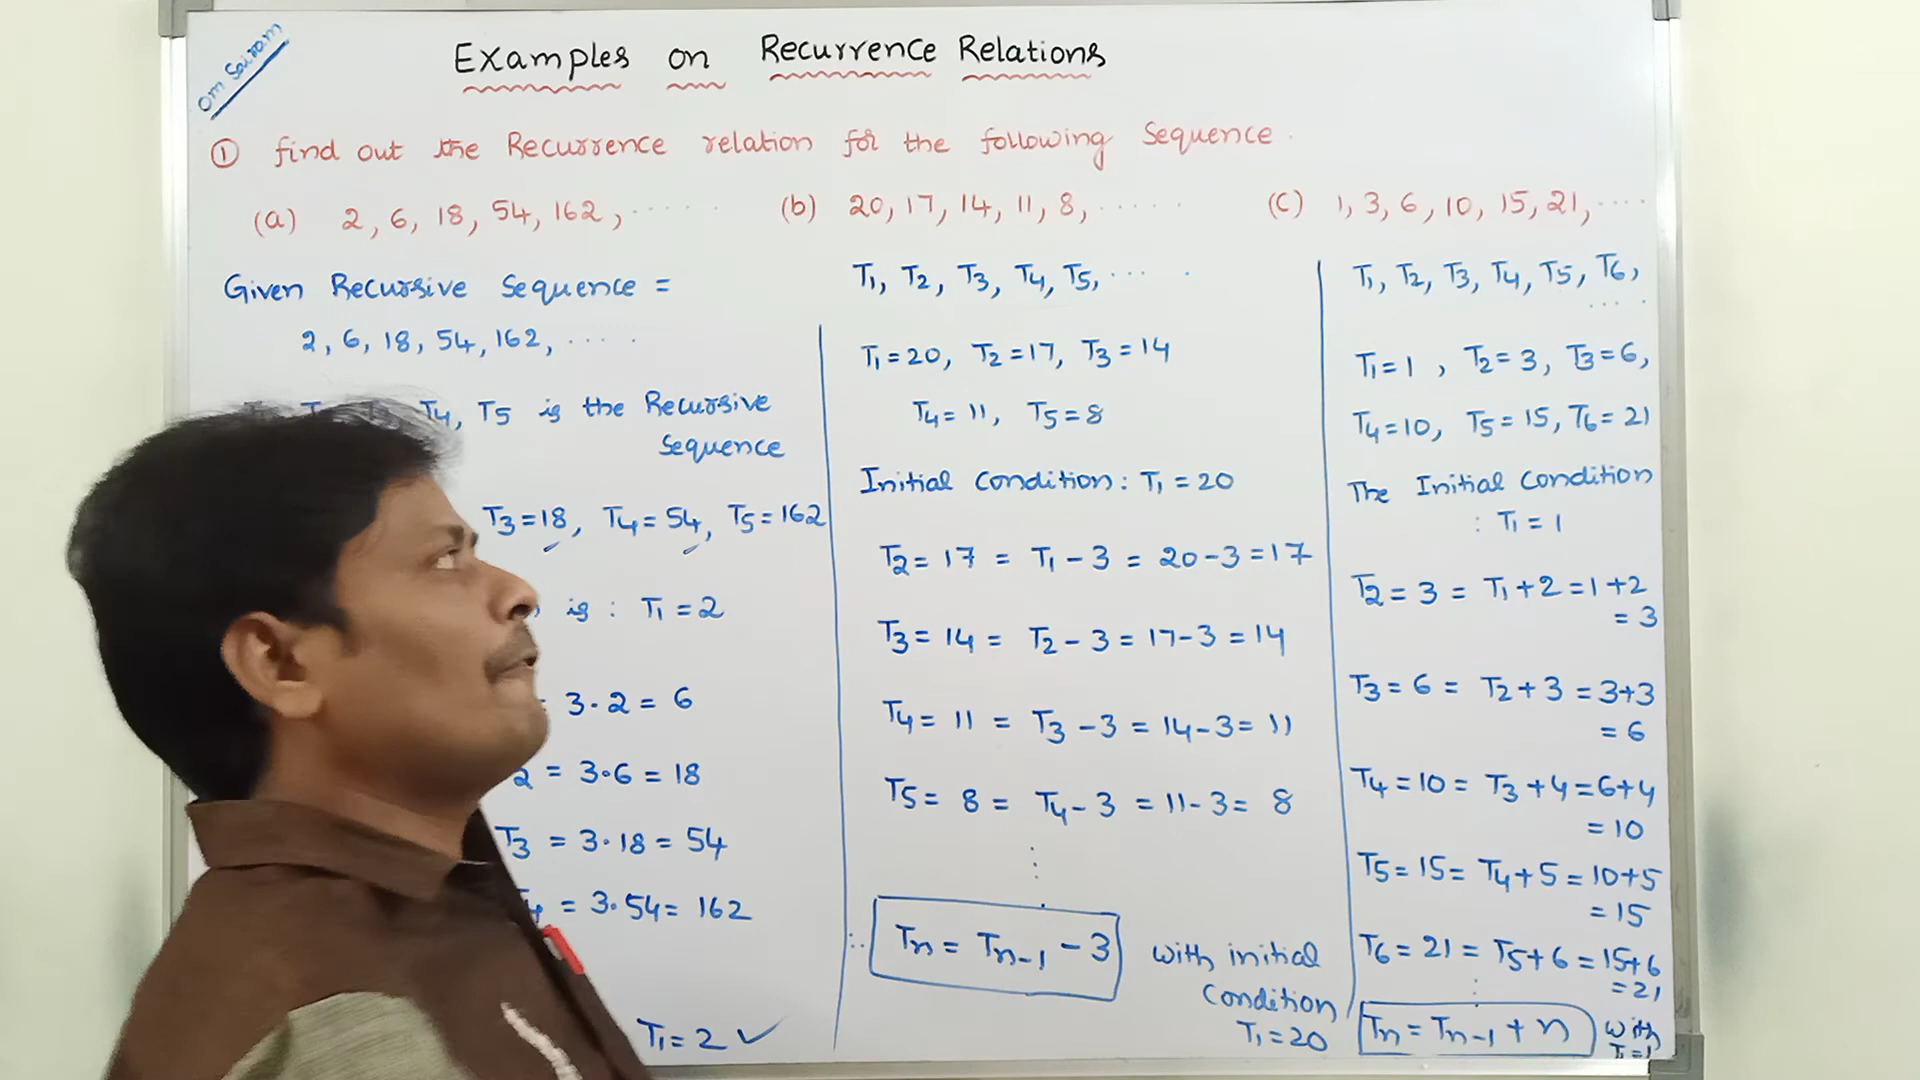 Om Sairam
Examples on Recurrence Relations
① find out the Recurrence relation for the following Sequence.
(a) 2, 6, 18, 54, 162, ......
(b) 20, 17, 14, 11, 8, ......
(c) 1, 3, 6, 10, 15, 21, ....
Given Recursive Sequence =
2, 6, 18, 54, 162, ....
T4, T5 is the Recursive
Sequence
T3 = 18, T4 = 54, T5 = 162
is : T1 = 2
= 3·2 = 6
2 = 3·6 = 18
T3 = 3·18 = 54
4 = 3·54 = 162
T1 = 2 ✓
T1, T2, T3, T4, T5, ....
T1 = 20, T2 = 17, T3 = 14
T4 = 11, T5 = 8
Initial Condition : T1 = 20
T2 = 17 = T1 - 3 = 20 - 3 = 17
T3 = 14 = T2 - 3 = 17 - 3 = 14
T4 = 11 = T3 - 3 = 14 - 3 = 11
T5 = 8 = T4 - 3 = 11 - 3 = 8
∴ Tn = Tn-1 - 3 with initial
Condition
T1 = 20
T1, T2, T3, T4, T5, T6,
....
T1 = 1, T2 = 3, T3 = 6,
T4 = 10, T5 = 15, T6 = 21
The Initial Condition
: T1 = 1
T2 = 3 = T1 + 2 = 1 + 2
= 3
T3 = 6 = T2 + 3 = 3 + 3
= 6
T4 = 10 = T3 + 4 = 6 + 4
= 10
T5 = 15 = T4 + 5 = 10 + 5
= 15
T6 = 21 = T5 + 6 = 15 + 6
= 21
Tn = Tn-1 + n with
T1 = 1